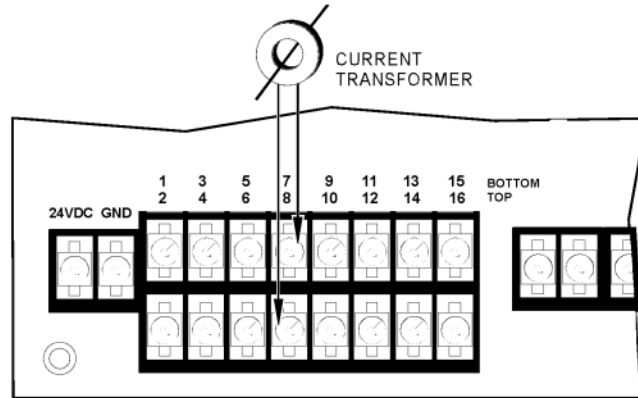 CURRENT
TRANSFORMER
1 3 5 7 9 11 13 15 BOTTOM
24VDC GND 2 4 6 8 10 12 14 16 TOP